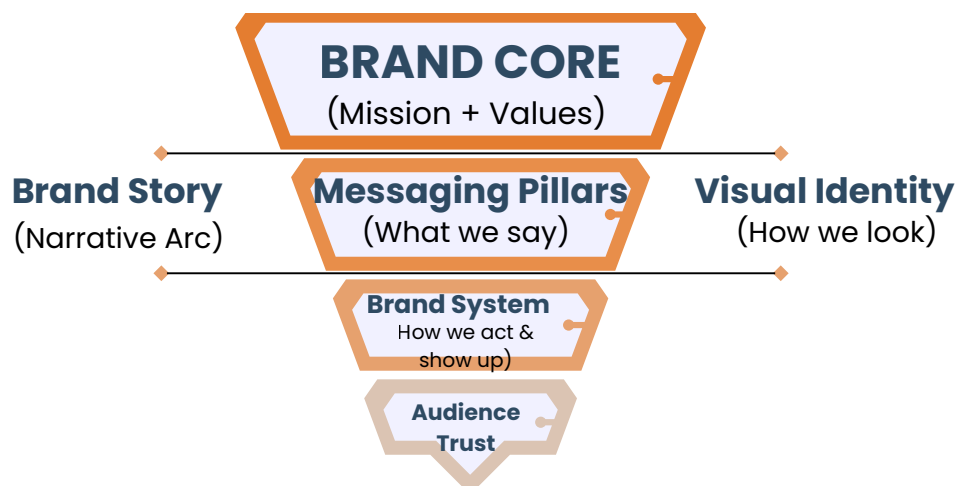 BRAND CORE
(Mission + Values)
Brand Story
(Narrative Arc)
Messaging Pillars
(What we say)
Visual Identity
(How we look)
Brand System
How we act &
show up)
Audience
Trust